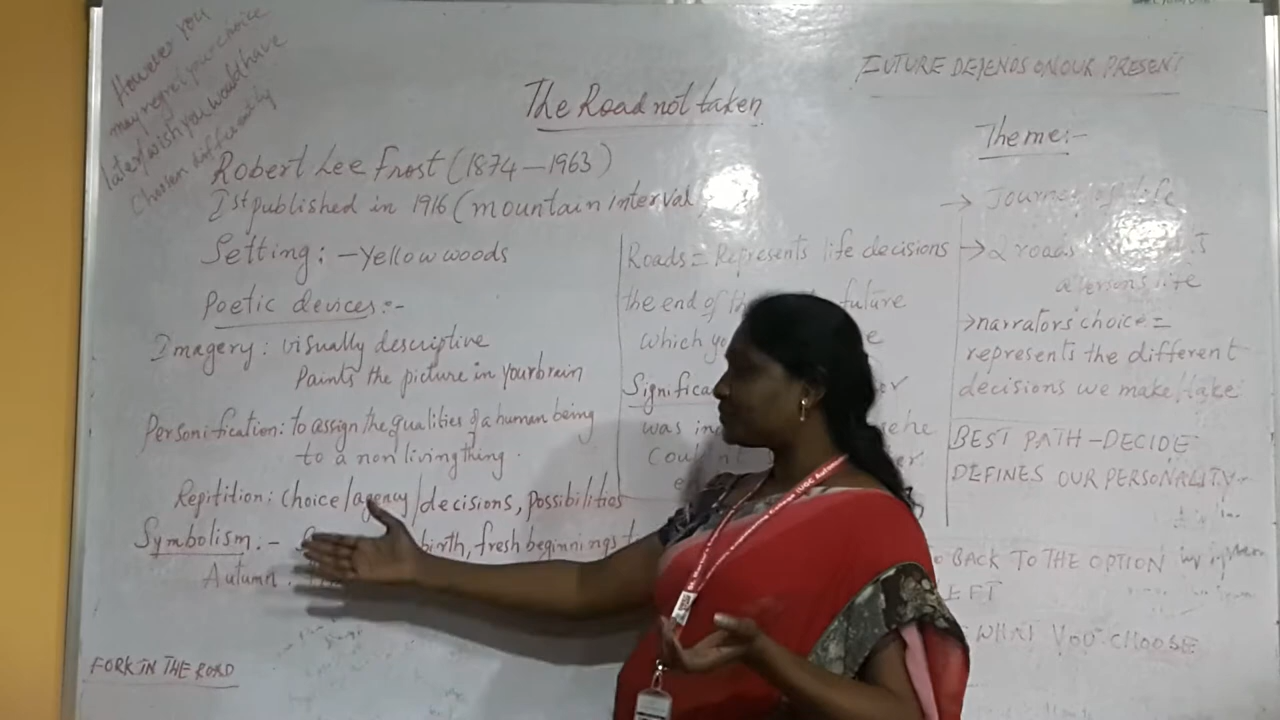 However you
may regret your choice
later/wish you would have
Choosen differently
FUTURE DEPENDS ON OUR PRESENT
The Road not taken
Robert Lee Frost (1874-1963)
Ist published in 1916 (mountain interval
Setting: -Yellow woods
Poetic devices:-
Imagery: visually descriptive
Paints the picture in your brain
Personification: to assign the qualities of a human being
to a non living thing.
Repitition: choice/agency/decisions, possibilities
Symbolism:- birth, fresh beginnings
Autumn
FORK IN THE ROAD
Roads = Represents life decisions
the end of future
which
was
Theme:-
→ Journey of life
→ 2 roads
a persons life
→narrators' choice =
represents the different
decisions we make/take
BEST PATH-DECIDE
DEFINES OUR PERSONALITY
BACK TO THE OPTION
WHAT YOU CHOOSE